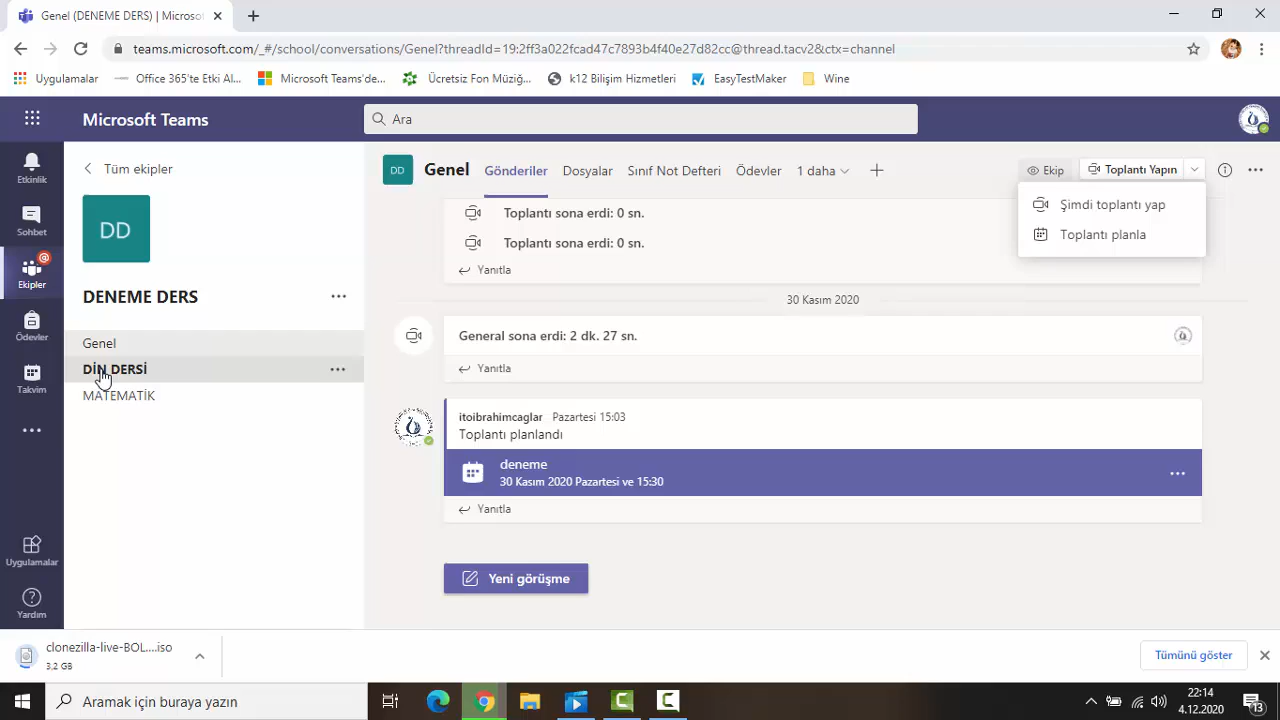 Genel (DENEME DERS) | Microsof
teams.microsoft.com/_#/school/conversations/Genel?threadId=19:2ff3a022fcad47c7893b4f40e27d82cc@thread.tacv2&ctx=channel
Uygulamalar
Office 365'te Etki Al...
Microsoft Teams'de...
Ücretsiz Fon Müziğ...
k12 Bilişim Hizmetleri
EasyTestMaker
Wine
Microsoft Teams
Ara
Etkinlik
Sohbet
Ekipler
Ödevler
Takvim
Uygulamalar
Yardım
Tüm ekipler
DD
DENEME DERS
Genel
DİN DERSİ
MATEMATİK
DD
Genel
Gönderiler
Dosyalar
Sınıf Not Defteri
Ödevler
1 daha
Ekip
Toplantı Yapın
Şimdi toplantı yap
Toplantı planla
Toplantı sona erdi: 0 sn.
Toplantı sona erdi: 0 sn.
Yanıtla
30 Kasım 2020
General sona erdi: 2 dk. 27 sn.
Yanıtla
itoibrahimcaglar Pazartesi 15:03
Toplantı planlandı
deneme
30 Kasım 2020 Pazartesi ve 15:30
Yanıtla
Yeni görüşme
clonezilla-live-BOL....iso
3.2 GB
Tümünü göster
Aramak için buraya yazın
22:14
4.12.2020
13